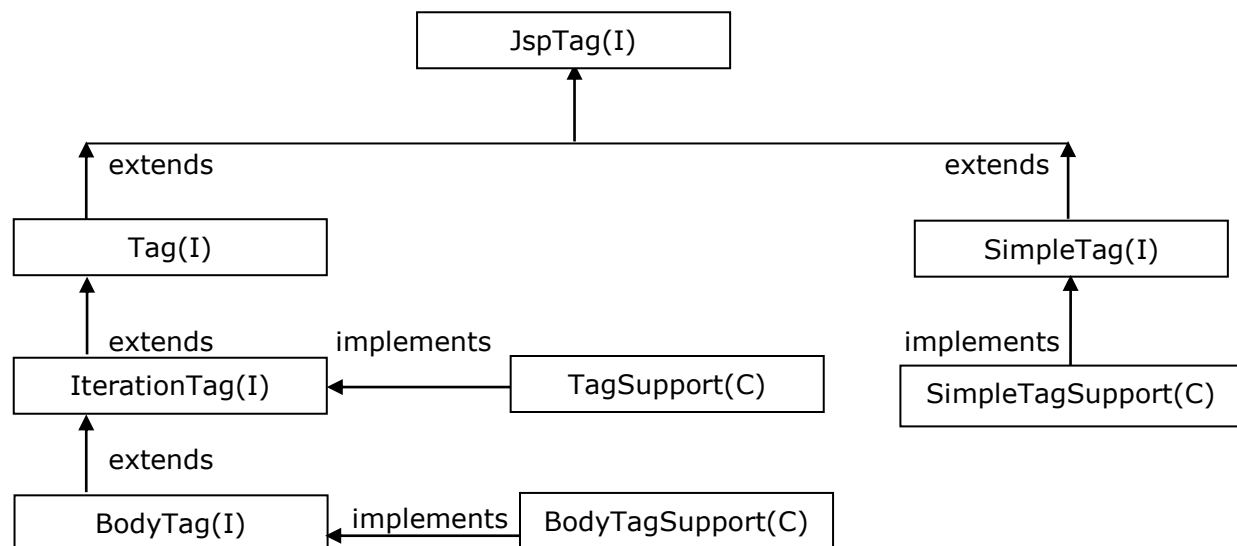 JspTag(I)
extends
extends
Tag(I)
SimpleTag(I)
extends
implements
implements
IterationTag(I)
TagSupport(C)
SimpleTagSupport(C)
extends
BodyTag(I)
implements
BodyTagSupport(C)